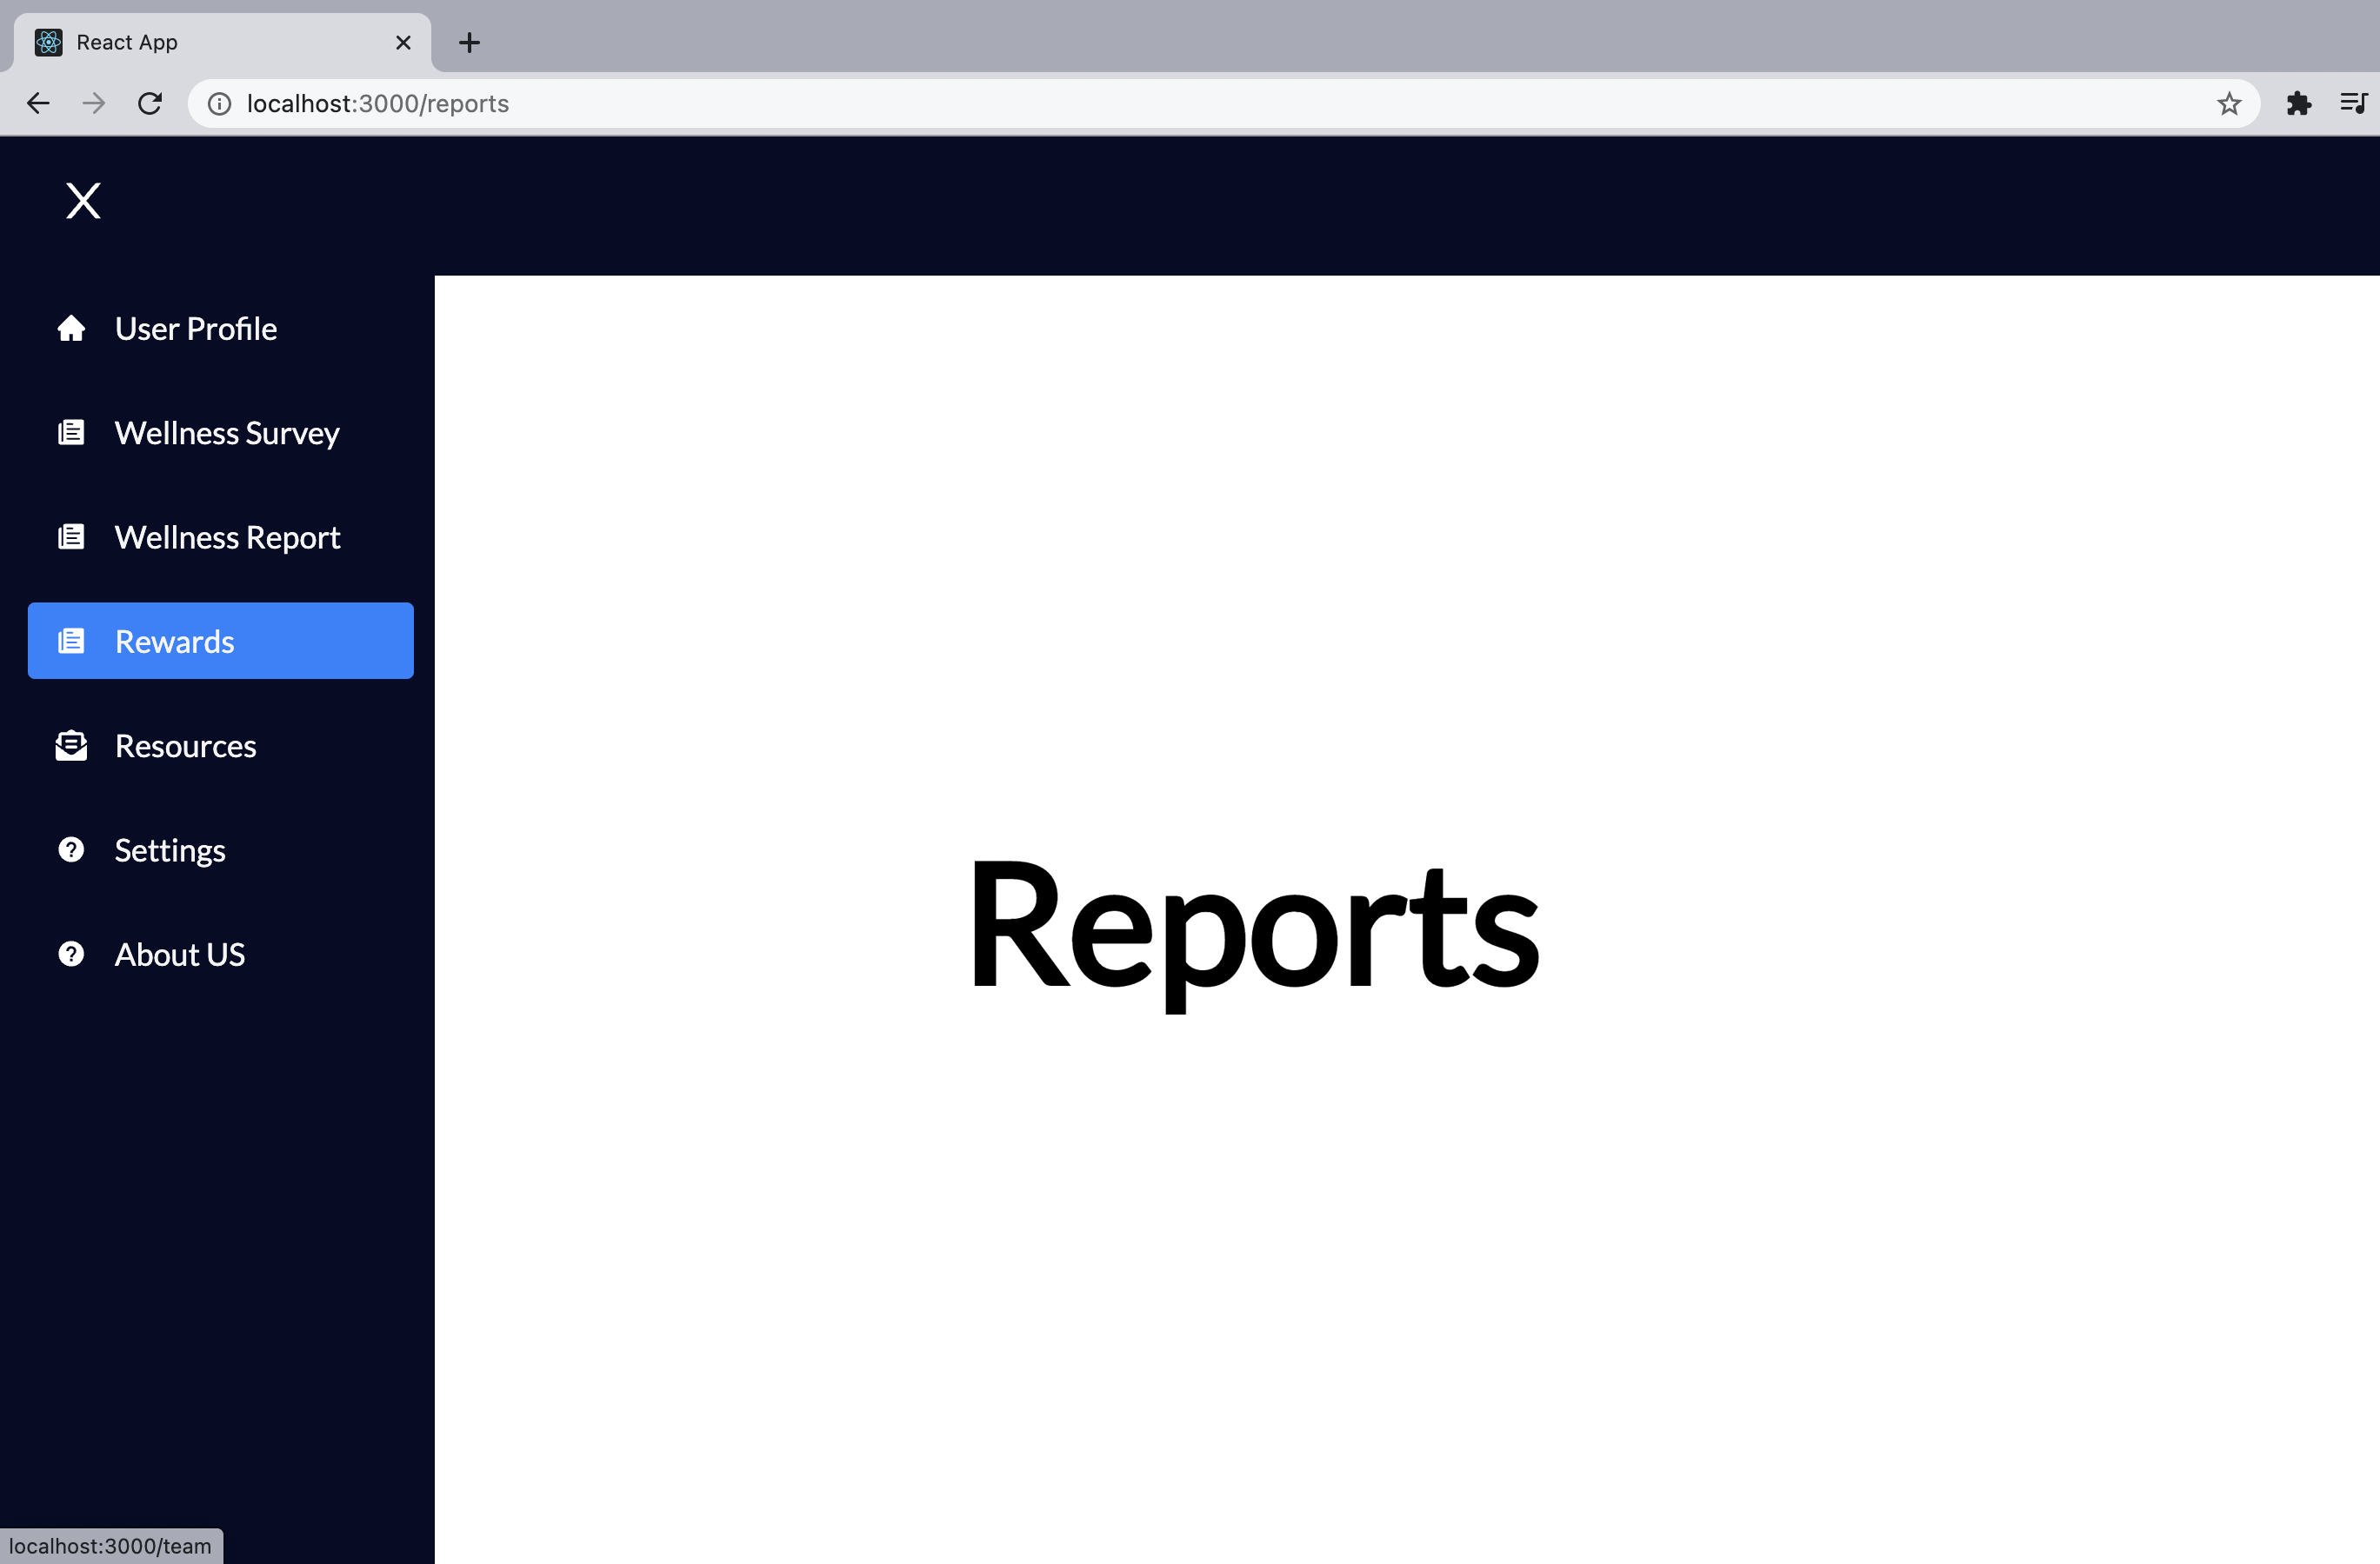 React App
localhost:3000/reports
User Profile
Wellness Survey
Wellness Report
Rewards
Resources
Settings
About US
Reports
localhost:3000/team